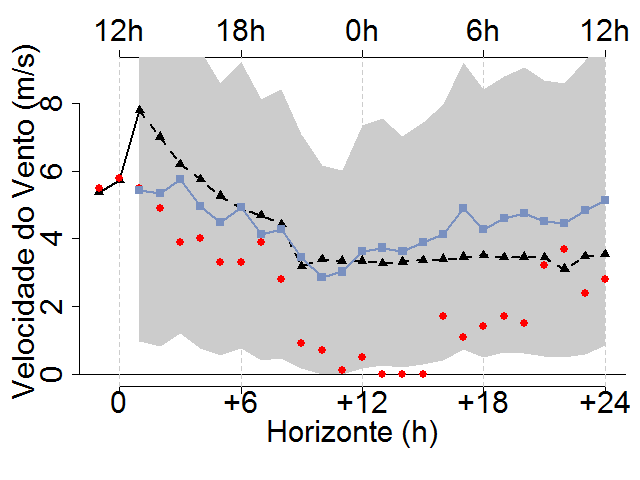 12h 18h 0h 6h 12h
Velocidade do Vento (m/s)
8
6
4
2
0
0 +6 +12 +18 +24
Horizonte (h)